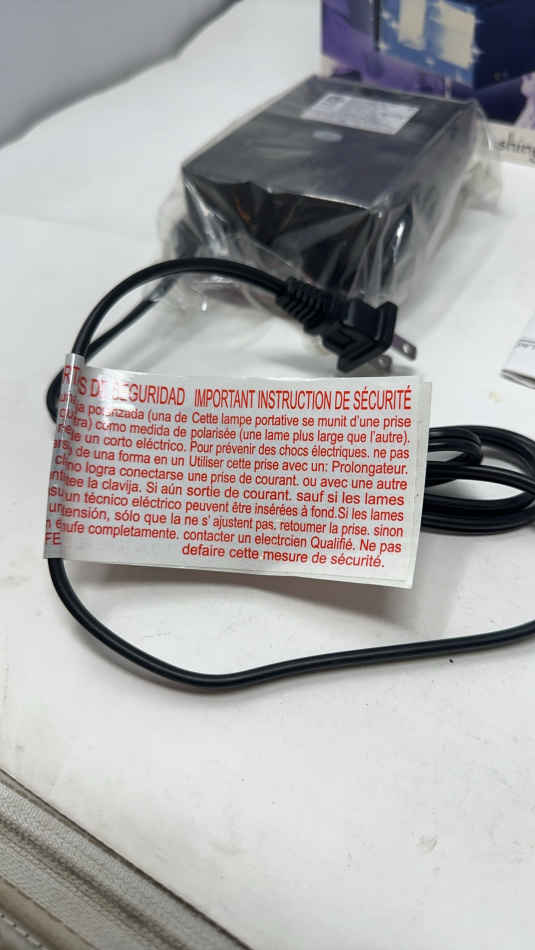 shing
S DE SEGURIDAD IMPORTANT INSTRUCTION DE SÉCURITÉ
(una de Cette lampe portative se munit d'une prise
como medida de polarisée (une lame plus large que l'autre).
de un corto eléctrico. Pour prévenir des chocs électriques. ne pas
de una forma en un Utiliser cette prise avec un: Prolongateur.
no logra conectarse une prise de courant. ou avec une autre
la clavija. Si aún sortie de courant. sauf si les lames
un técnico eléctrico peuvent être insérées à fond.Si les lames
tensión, sólo que la ne s' ajustent pas. retourner la prise. sinon
completamente. contacter un electrcien Qualifié. Ne pas
defaire cette mesure de sécurité.